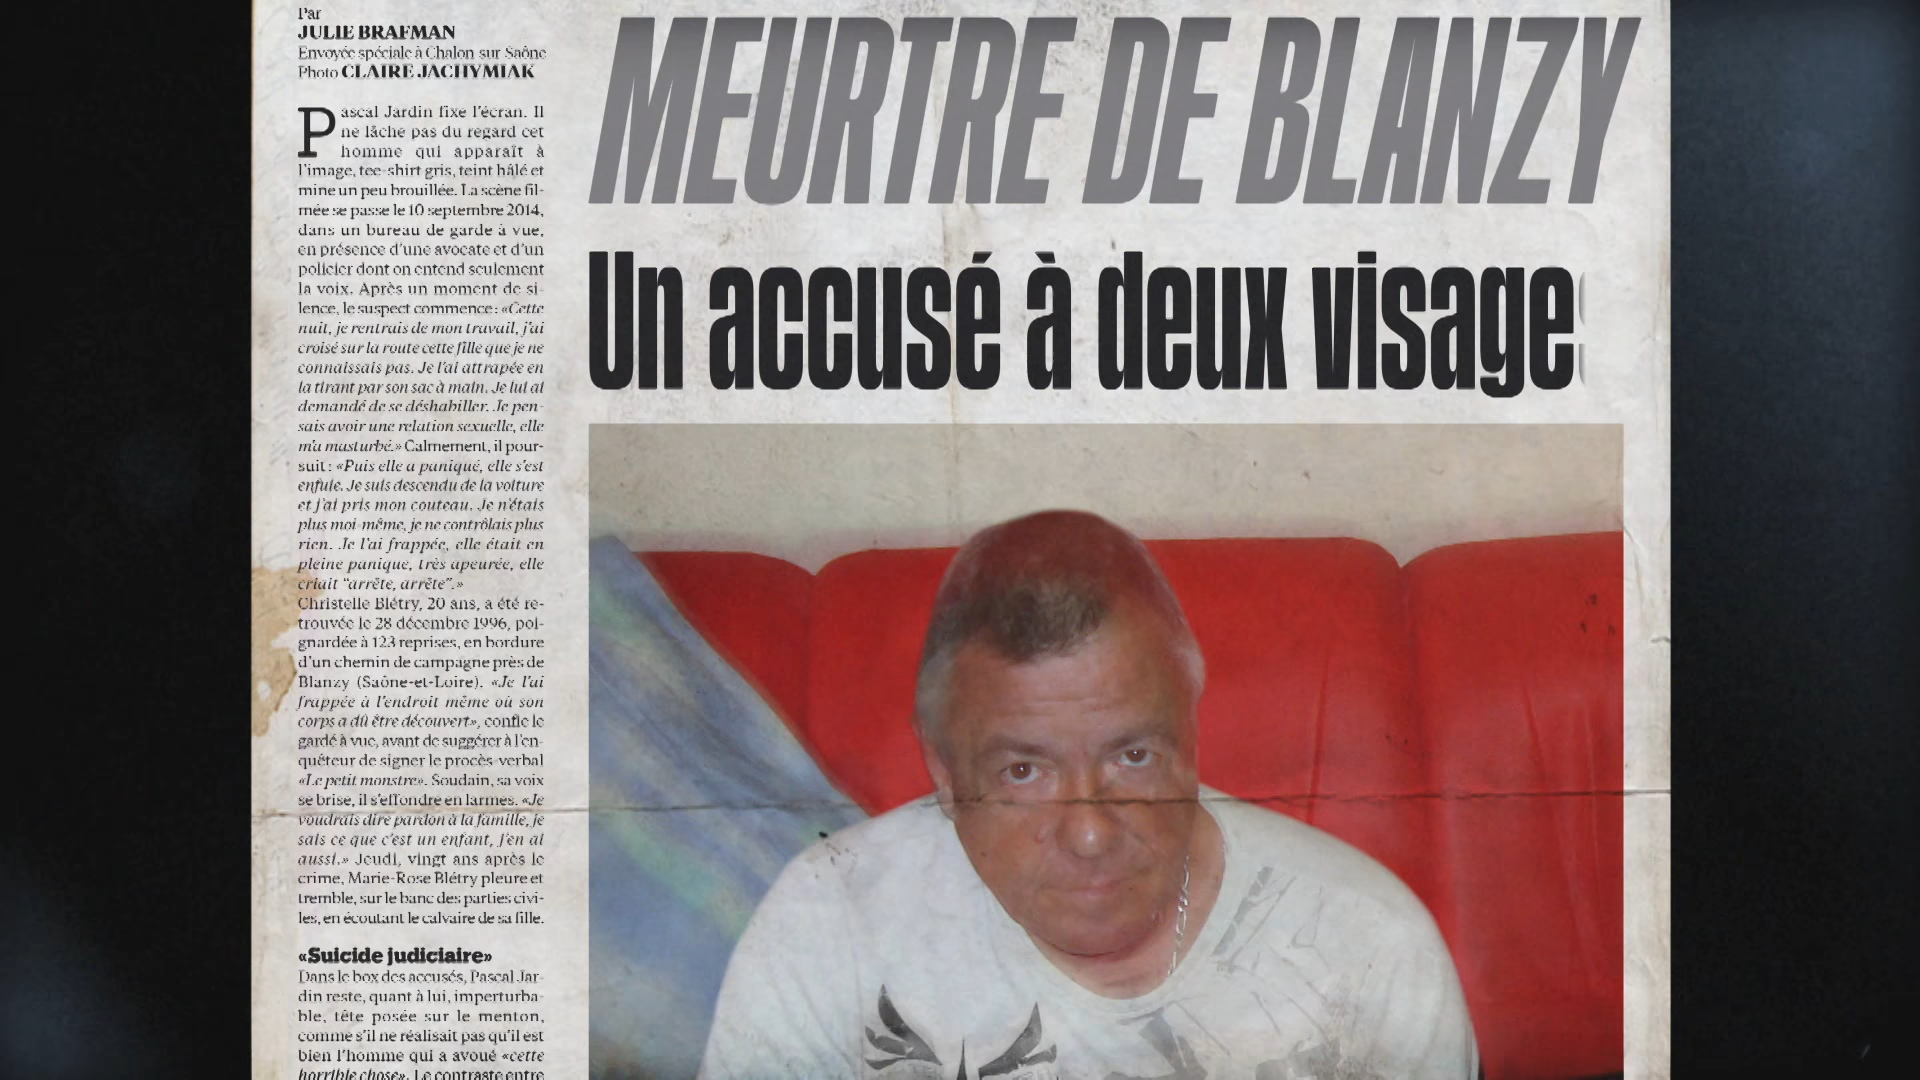 Par
JULIE BRAFMAN
Envoyée spéciale à Chalon sur Saône
Photo CLAIRE JACHYMIAK
Pascal Jardin fixe l'écran. Il
ne lâche pas du regard cet
homme qui apparaît à
l'image, tee-shirt gris, teint hâlé et
mine un peu brouillée. La scène fil-
mée se passe le 10 septembre 2014,
dans un bureau de garde à vue,
en présence d'une avocate et d'un
policier dont on entend seulement
la voix. Après un moment de si-
lence, le suspect commence: «Cette
nuit, je rentrais de mon travail, j'ai
croisé sur la route cette fille que je ne
connaissais pas. Je l'ai attrapée en
la tirant par son sac à main. Je lui ai
demandé de se déshabiller. Je pen-
sais avoir une relation sexuelle, elle
m'a masturbé.» Calmement, il pour-
suit: «Puis elle a paniqué, elle s'est
enfuie. Je suis descendu de la voiture
et j'ai pris mon couteau. Je n'étais
plus moi-même, je ne contrôlais plus
rien. Je l'ai frappée, elle était en
pleine panique, très apeurée, elle
criait "arrête, arrête".»
Christelle Blétry, 20 ans, a été re-
trouvée le 28 décembre 1996, poi-
gnardée à 123 reprises, en bordure
d'un chemin de campagne près de
Blanzy (Saône-et-Loire). «Je l'ai
frappée à l'endroit même où son
corps a dû être découvert», confie le
gardé à vue, avant de suggérer à l'en-
quêteur de signer le procès-verbal
«Le petit monstre». Soudain, sa voix
se brise, il s'effondre en larmes. «Je
voudrais dire pardon à la famille, je
sais ce que c'est un enfant, j'en ai
aussi.» Jeudi, vingt ans après le
crime, Marie-Rose Blétry pleure et
tremble, sur le banc des parties civi-
les, en écoutant le calvaire de sa fille.
«Suicide judiciaire»
Dans le box des accusés, Pascal Jar-
din reste, quant à lui, imperturba-
ble, tête posée sur le menton,
comme s'il ne réalisait pas qu'il est
bien l'homme qui a avoué «cette
horrible chose». Le contraste entre
MEURTRE DE BLANZY
Un accusé à deux visage